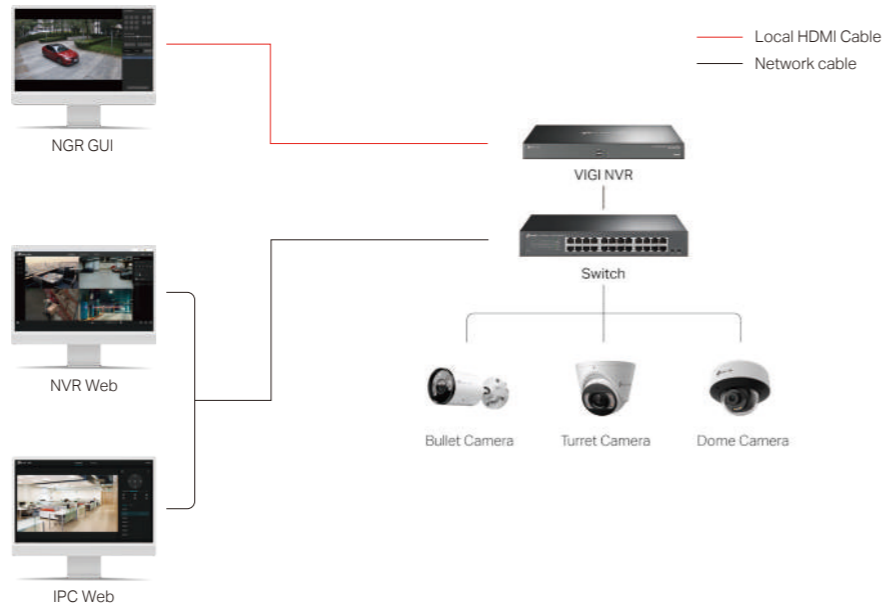 Local HDMI Cable
Network cable
NGR GUI
VIGI NVR
Switch
NVR Web
Bullet Camera
Turret Camera
Dome Camera
IPC Web